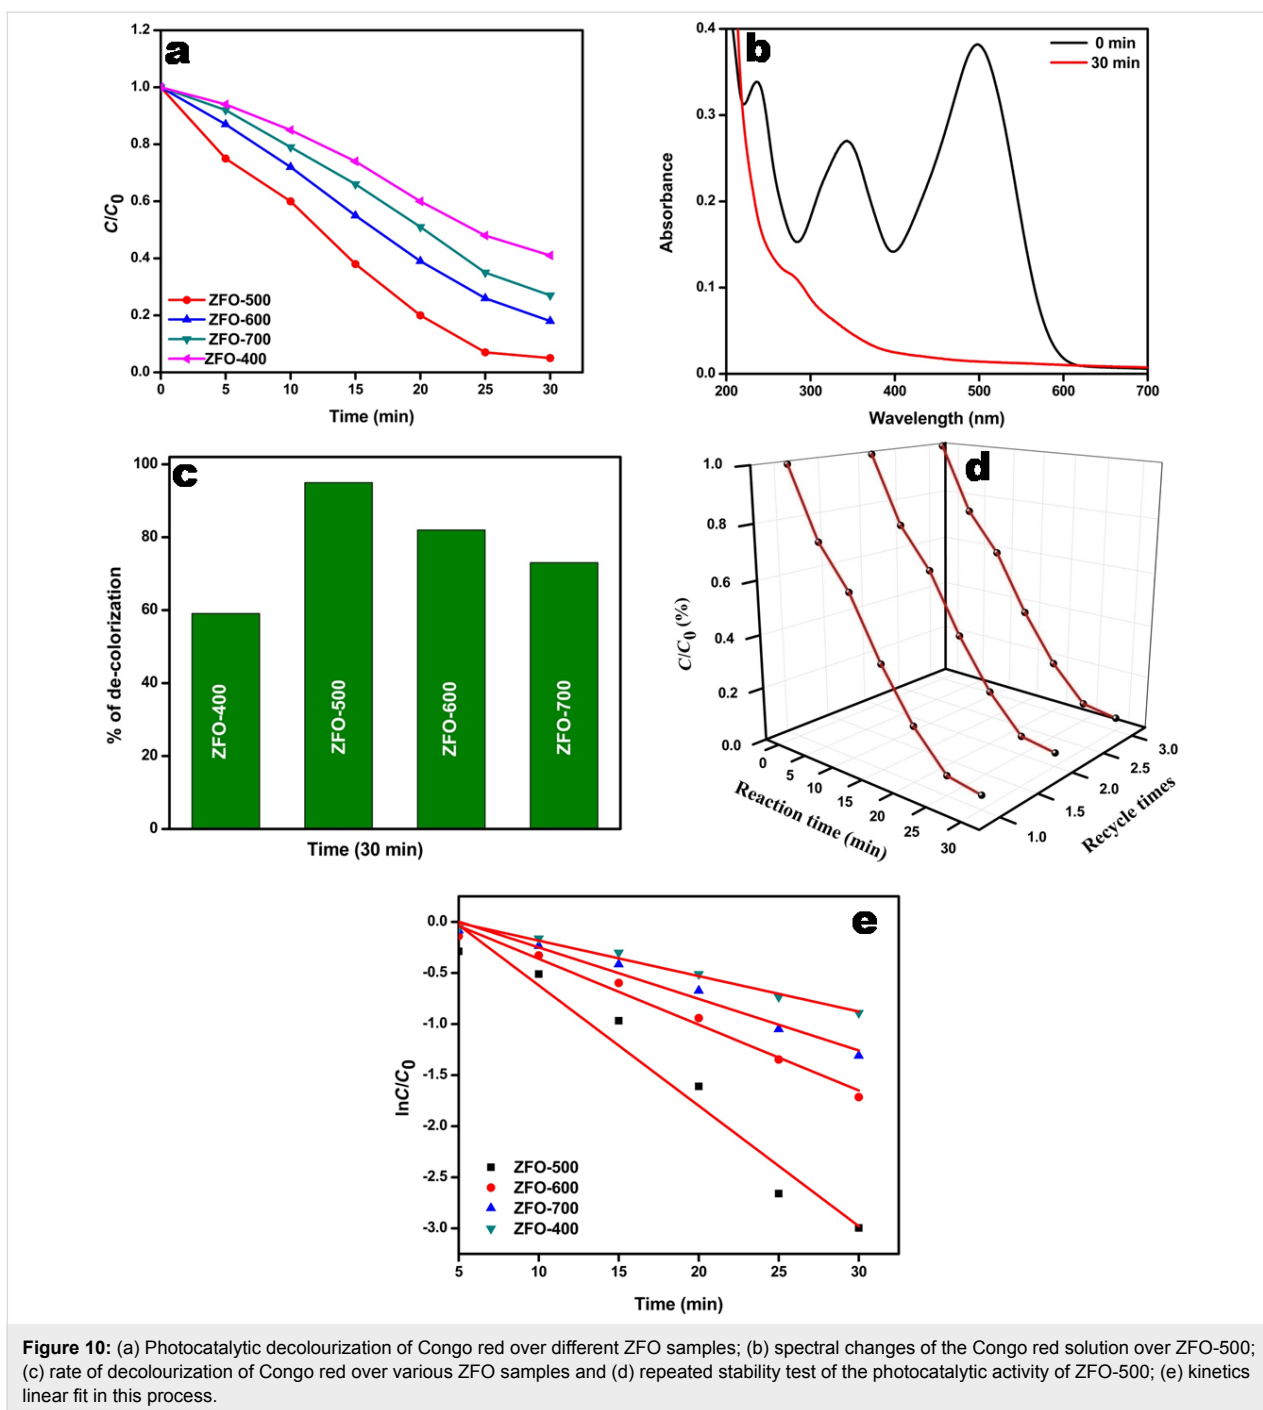 a
1.2
1.0
0.8
0.6
0.4
0.2
0.0
C/C0
ZFO-500
ZFO-600
ZFO-700
ZFO-400
0 5 10 15 20 25 30
Time (min)
b
0 min
30 min
0.4
0.3
0.2
0.1
0.0
Absorbance
200 300 400 500 600 700
Wavelength (nm)
c
100
80
60
40
20
0
% of de-colorization
ZFO-400
ZFO-500
ZFO-600
ZFO-700
Time (30 min)
d
1.0
0.8
0.6
0.4
0.2
0.0
C/C0 (%)
0 5 10 15 20 25 30
Reaction time (min)
1.0 1.5 2.0 2.5 3.0
Recycle times
e
0.0
-0.5
-1.0
-1.5
-2.0
-2.5
-3.0
lnC/C0
ZFO-500
ZFO-600
ZFO-700
ZFO-400
5 10 15 20 25 30
Time (min)
Figure 10: (a) Photocatalytic decolourization of Congo red over different ZFO samples; (b) spectral changes of the Congo red solution over ZFO-500;
(c) rate of decolourization of Congo red over various ZFO samples and (d) repeated stability test of the photocatalytic activity of ZFO-500; (e) kinetics
linear fit in this process.